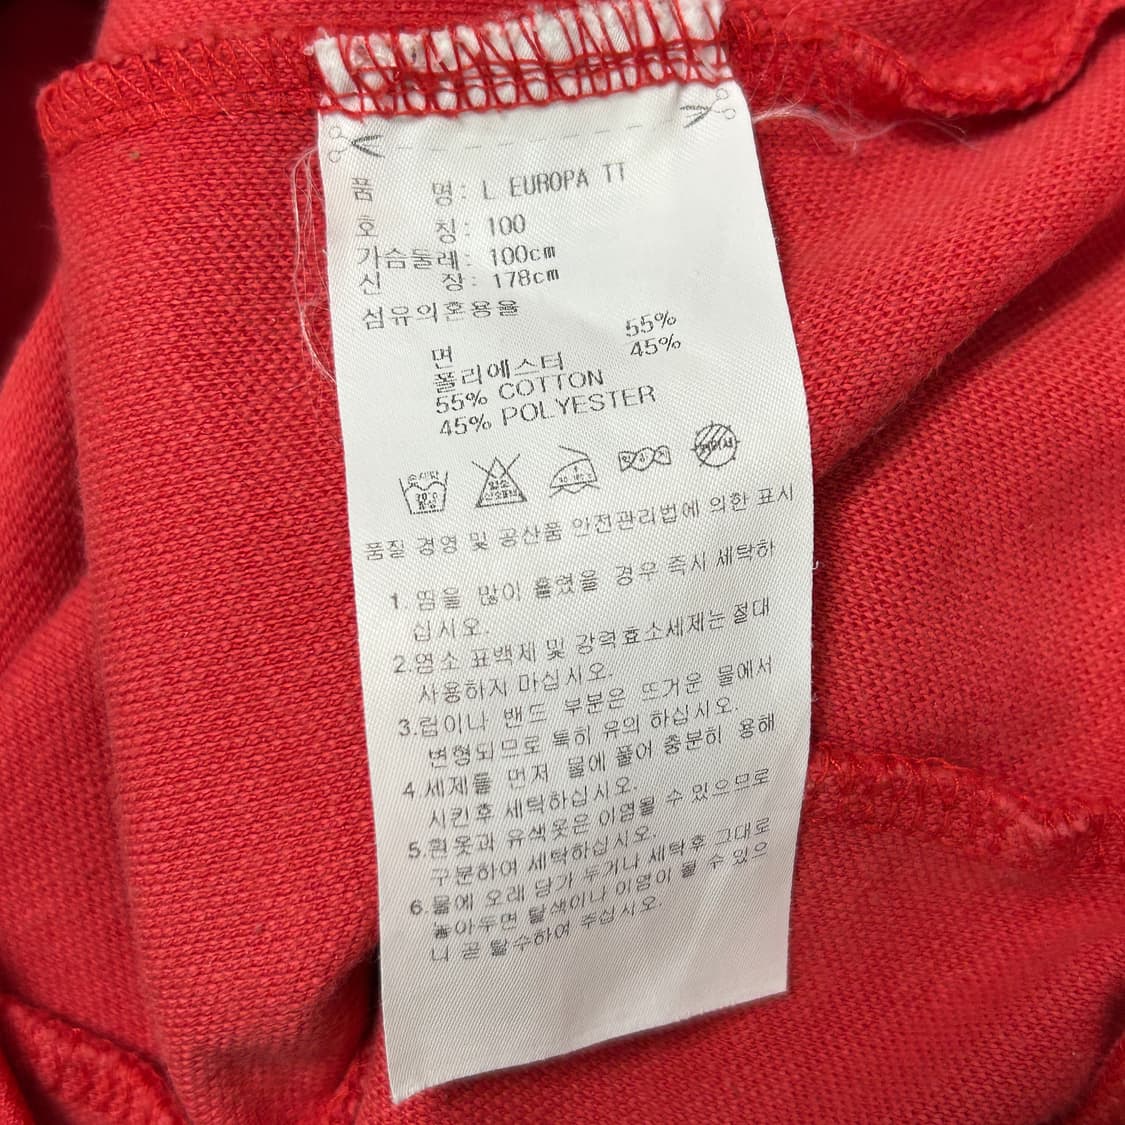 품 명: L EUROPA TT
호 칭: 100
가슴둘레: 100cm
신 장: 178cm
섬유의혼용율
면 55%
폴리에스터 45%
55% COTTON
45% POLYESTER
품질 경영 및 공산품 안전관리법에 의한 표시
1. 땀을 많이 흘렸을 경우 즉시 세탁하
십시오.
2.염소 표백제 및 강력효소세제는 절대
사용하지 마십시오.
3.럽이나 밴드 부분은 뜨거운 물에서
변형되므로 특히 유의 하십시오.
4.세제를 먼저 물에 풀어 충분히 용해
시킨후 세탁하십시오.
5.흰옷과 유색옷은 이염될 수 있으므로
구분하여 세탁하십시오.
6.물에 오래 담가 두거나 세탁후 그대로
놓아두면 탈색이나 이염이 될 수 있으
니 곧 탈수하여 주십시오.